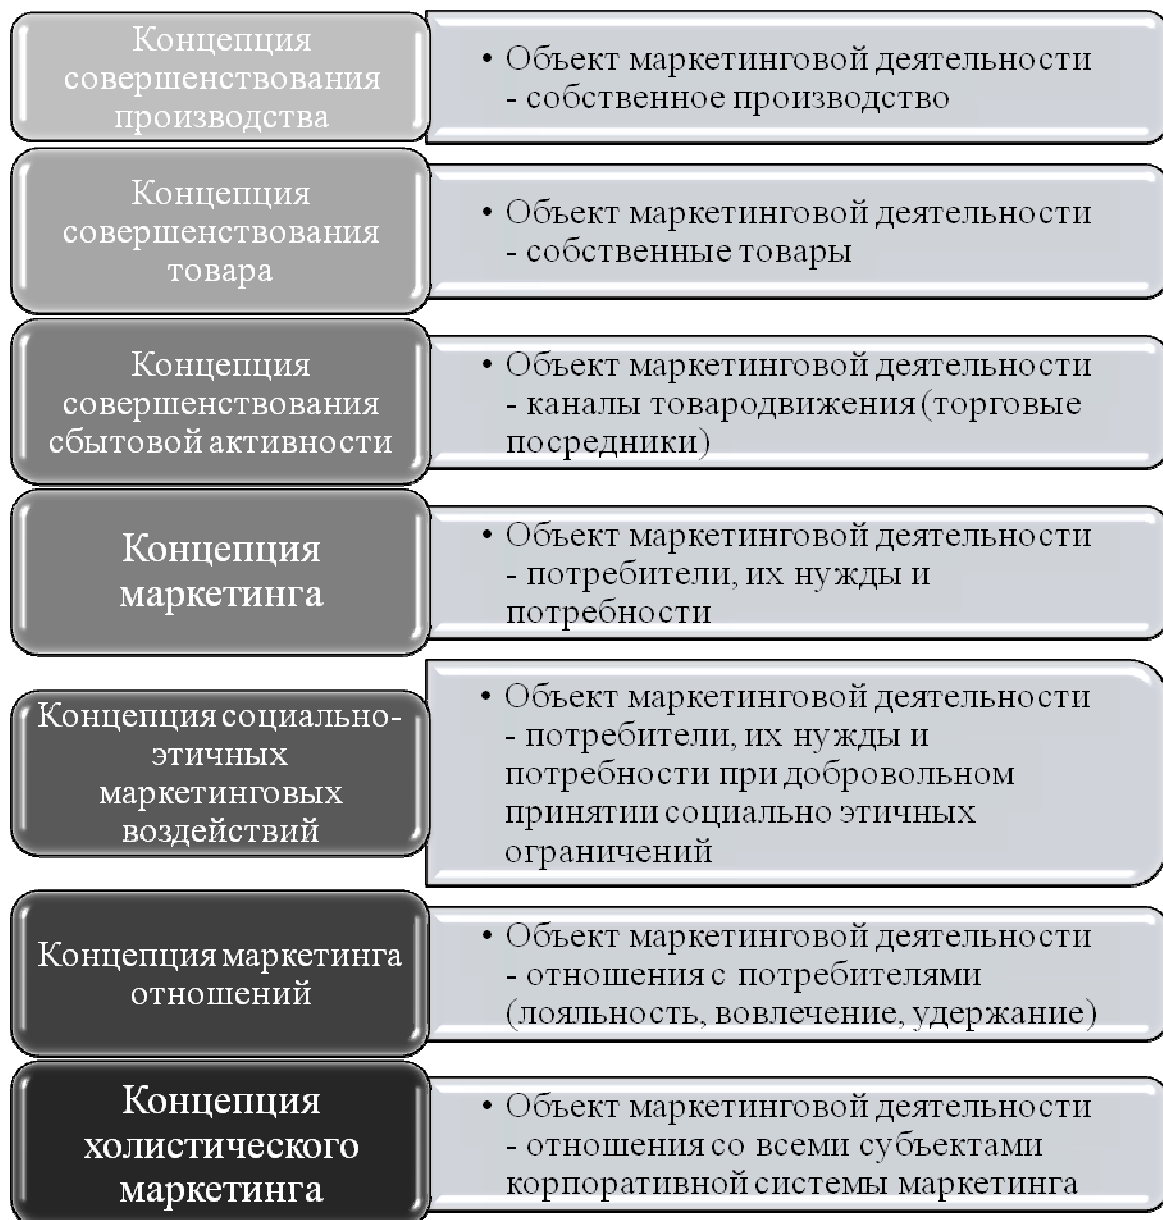 Концепция
совершенствования
производства
• Объект маркетинговой деятельности
- собственное производство
Концепция
совершенствования
товара
• Объект маркетинговой деятельности
- собственные товары
Концепция
совершенствования
сбытовой активности
• Объект маркетинговой деятельности
- каналы товародвижения (торговые
посредники)
Концепция
маркетинга
• Объект маркетинговой деятельности
- потребители, их нужды и
потребности
Концепция социально-
этичных
маркетинговых
воздействий
• Объект маркетинговой деятельности
- потребители, их нужды и
потребности при добровольном
принятии социально этичных
ограничений
Концепция маркетинга
отношений
• Объект маркетинговой деятельности
- отношения с потребителями
(лояльность, вовлечение, удержание)
Концепция
холистического
маркетинга
• Объект маркетинговой деятельности
- отношения со всеми субъектами
корпоративной системы маркетинга